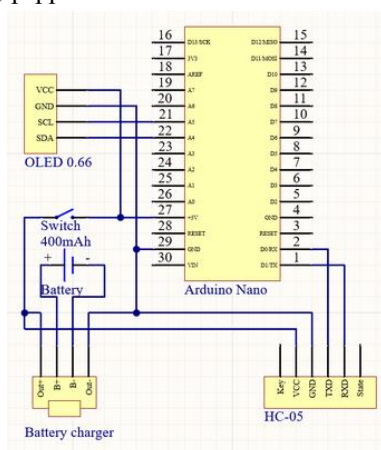 16 D13/SCK D12/MISO 15
17 3V3 D11/MOSI 14
18 AREF D10 13
19 A7 D9 12
20 A6 D8 11
21 A5 D7 10
22 A4 D6 9
23 A3 D5 8
24 A2 D4 7
25 A1 D3 6
26 A0 D2 5
27 +5V GND 4
28 RESET RESET 3
29 GND D0/RX 2
30 VIN D1/TX 1
Arduino Nano
VCC
GND
SCL
SDA
OLED 0.66
Switch
400mAh
+ -
Battery
Out+ B+ B- Out-
Battery charger
Key VCC GND TXD RXD State
HC-05